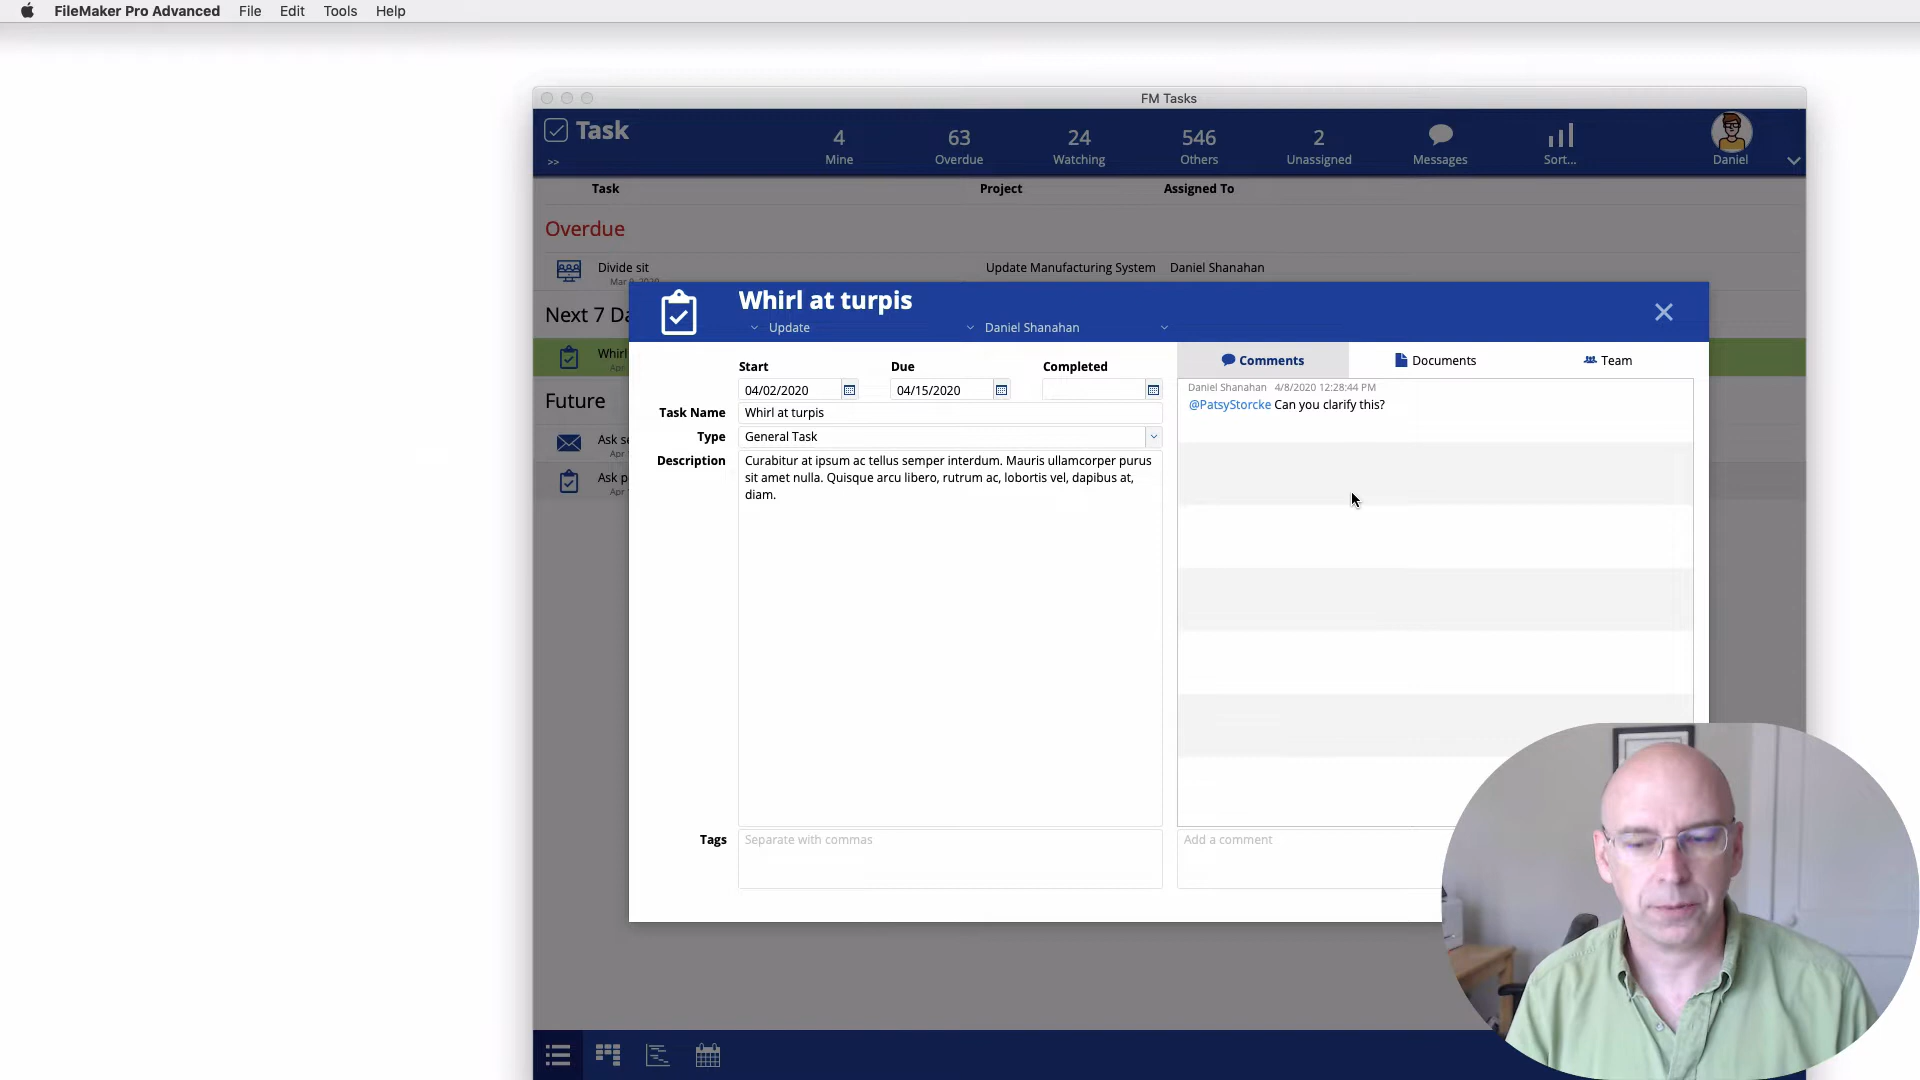 FileMaker Pro Advanced File Edit Tools Help
FM Tasks
Task
>>
4
Mine
63
Overdue
24
Watching
546
Others
2
Unassigned
Messages
Sort...
Daniel
Task Project Assigned To
Overdue
Divide sit Update Manufacturing System Daniel Shanahan
Next 7 Da
Whirl
Apr
Future
Ask se
Apr
Ask p
Apr
Whirl at turpis
Update Daniel Shanahan
Start Due Completed
04/02/2020 04/15/2020
Task Name Whirl at turpis
Type General Task
Description Curabitur at ipsum ac tellus semper interdum. Mauris ullamcorper purus
sit amet nulla. Quisque arcu libero, rutrum ac, lobortis vel, dapibus at,
diam.
Tags Separate with commas
Comments Documents Team
Daniel Shanahan 4/8/2020 12:28:44 PM
@PatsyStorcke Can you clarify this?
Add a comment